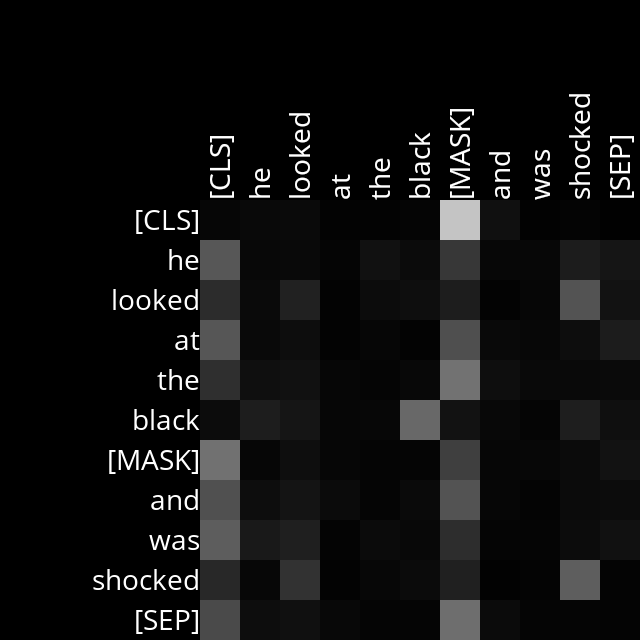 [CLS] he looked at the black [MASK] and was shocked [SEP]
[CLS]
he
looked
at
the
black
[MASK]
and
was
shocked
[SEP]